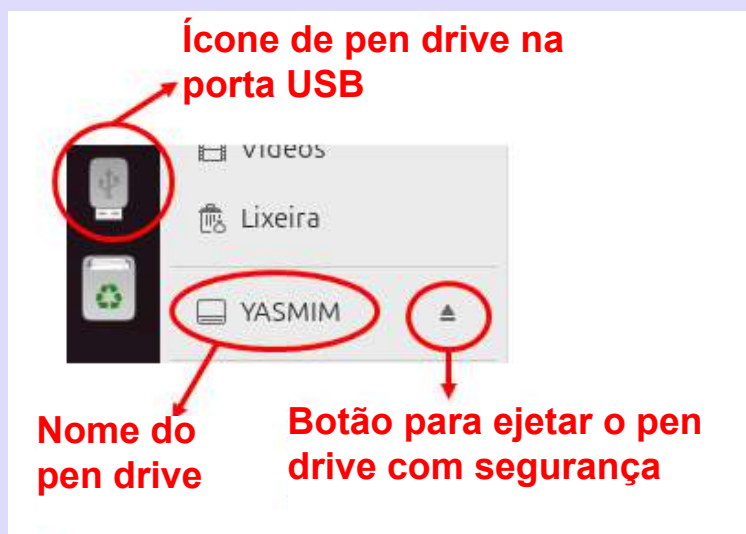 Ícone de pen drive na
porta USB
Vídeos
Lixeira
YASMIM
Nome do
pen drive
Botão para ejetar o pen
drive com segurança